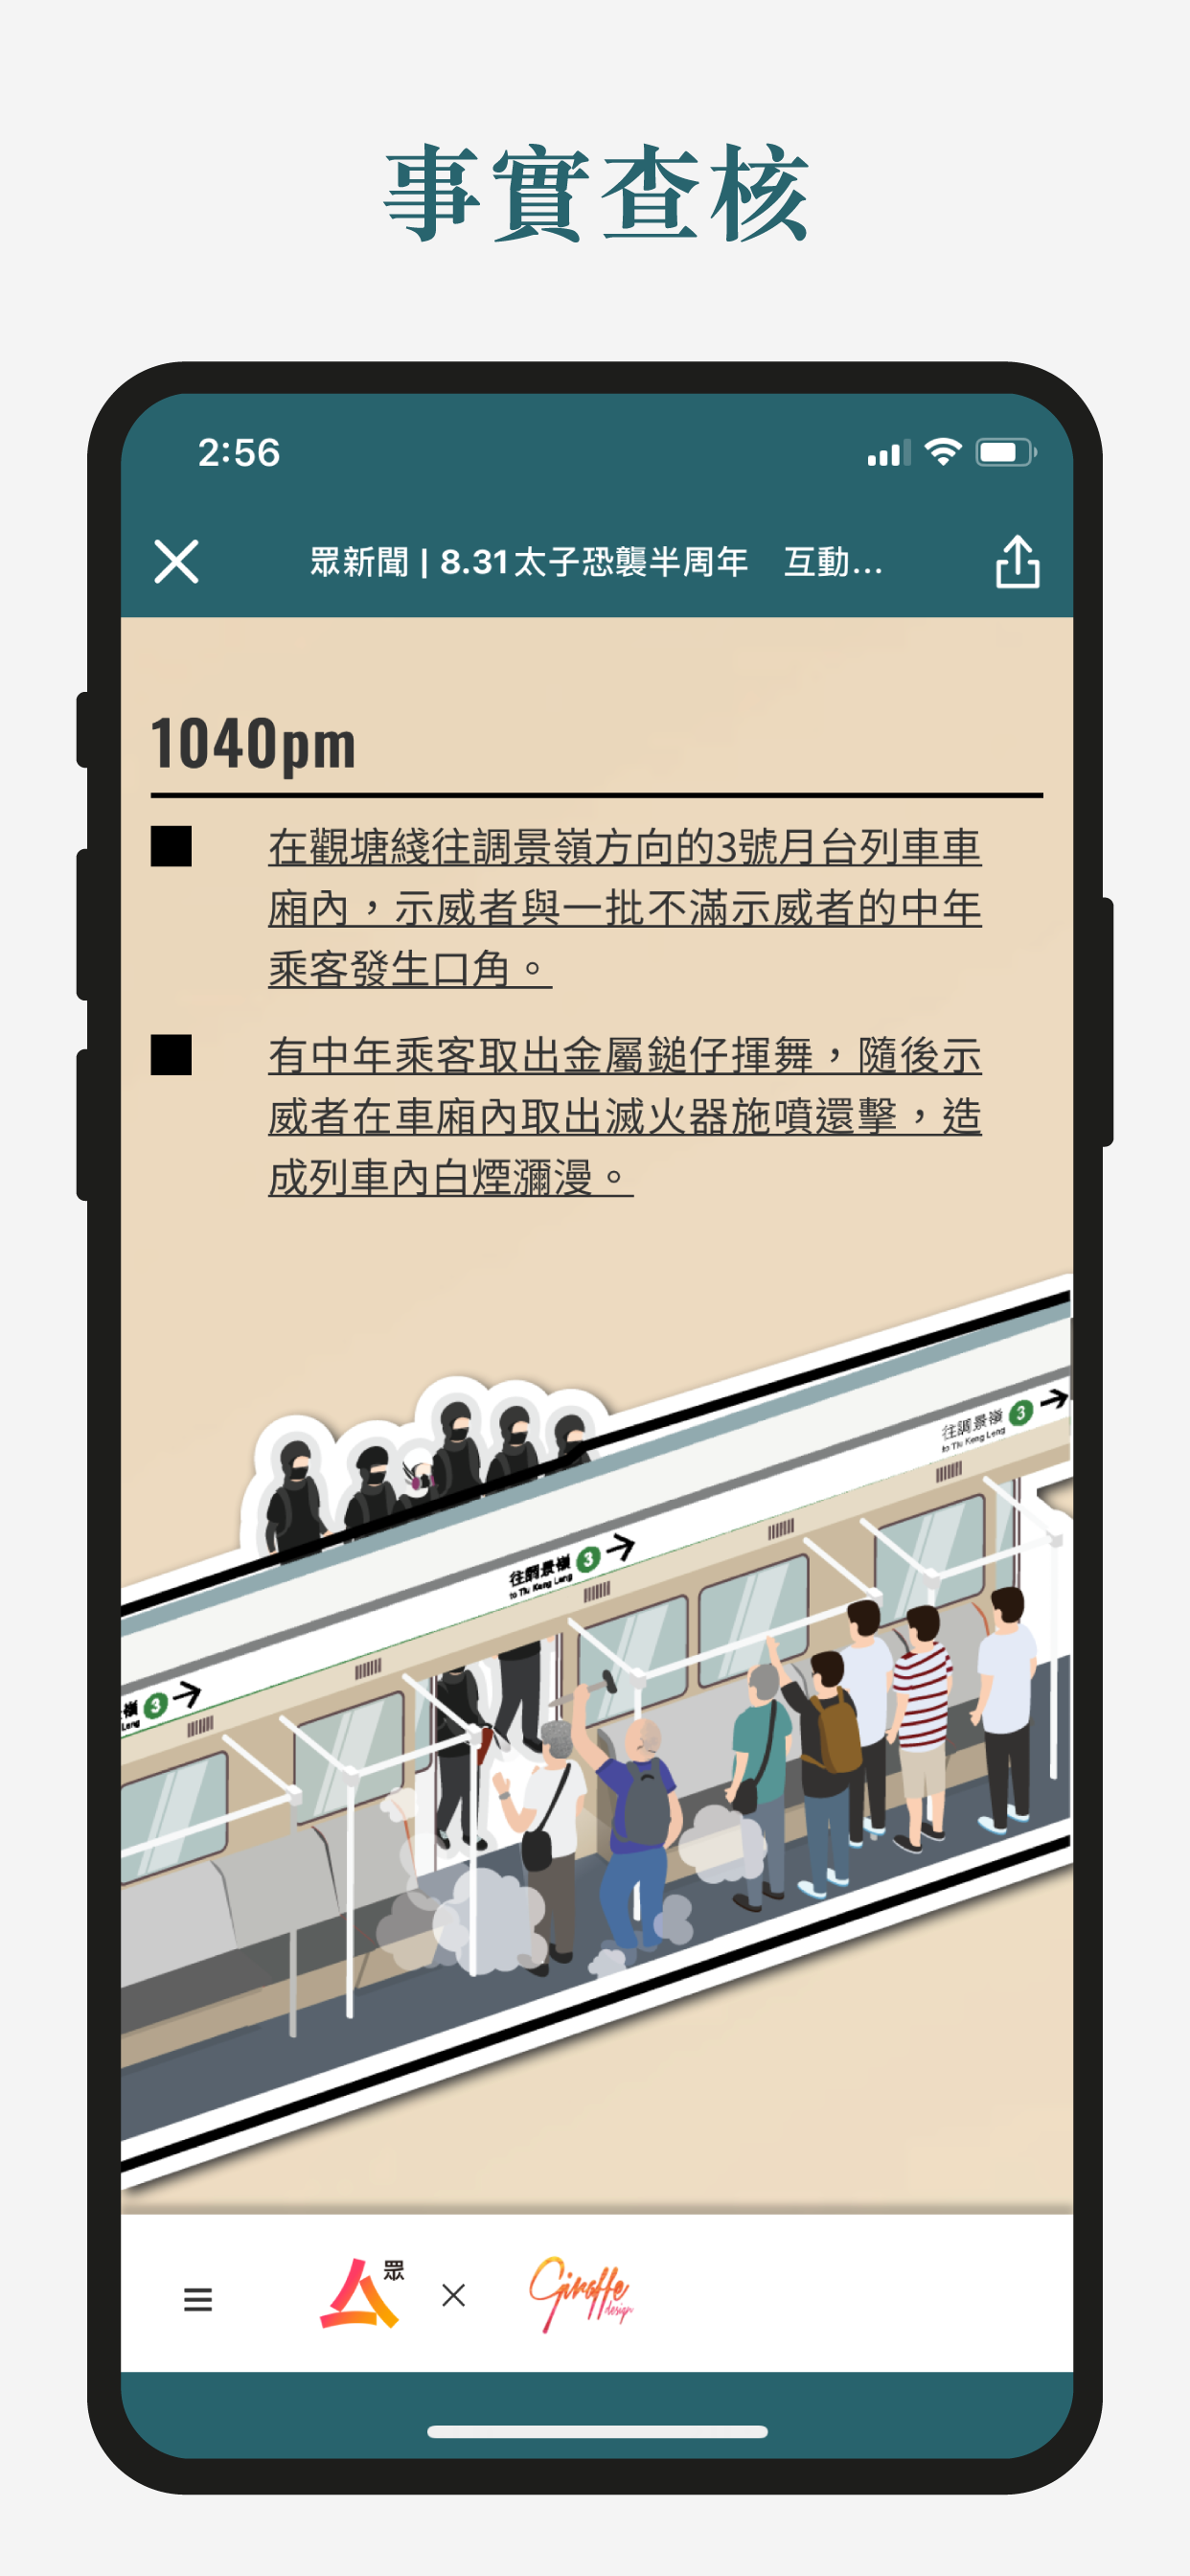 事實查核
2:56
眾新聞 | 8.31太子恐襲半周年　互動...
1040pm
在觀塘綫往調景嶺方向的3號月台列車車
廂內，示威者與一批不滿示威者的中年
乘客發生口角。
有中年乘客取出金屬鎚仔揮舞，隨後示
威者在車廂內取出滅火器施噴還擊，造
成列車內白煙瀰漫。
往調景嶺 3
to Tiu Keng Leng
往調景嶺 3
to Tiu Keng Leng
嶺 3
Leng
眾
Giraffe
design